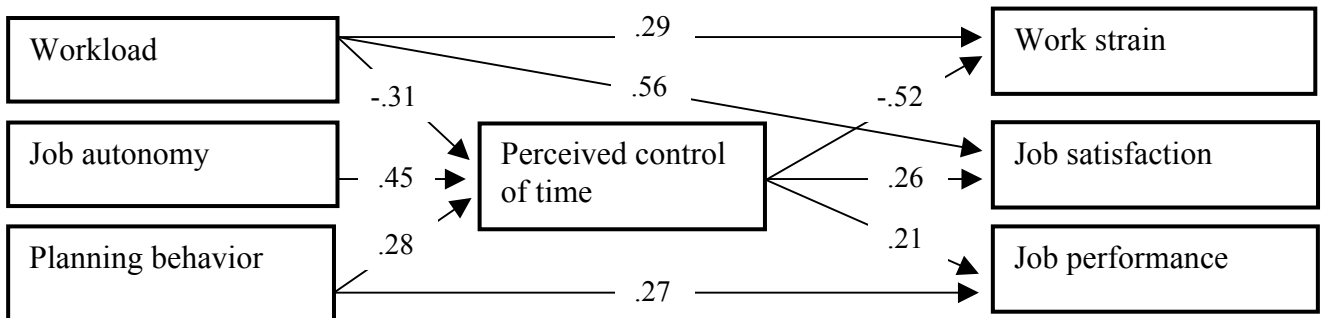 .29
Workload
Work strain
.56
-.31
-.52
Job autonomy
Perceived control
of time
Job satisfaction
.45
.26
.28
.21
Planning behavior
Job performance
.27